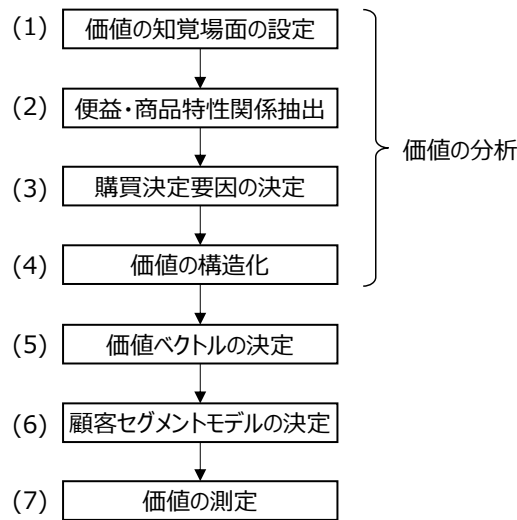 (1) 価値の知覚場面の設定
(2) 便益・商品特性関係抽出
(3) 購買決定要因の決定
(4) 価値の構造化
価値の分析
(5) 価値ベクトルの決定
(6) 顧客セグメントモデルの決定
(7) 価値の測定